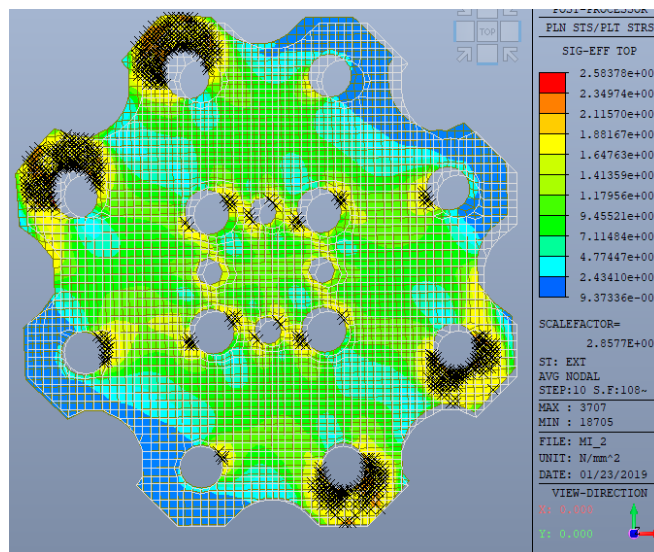 POST-PROCESSOR
TOP
PLN STS/PLT STRS
SIG-EFF TOP
2.58378e+00
2.34974e+00
2.11570e+00
1.88167e+00
1.64763e+00
1.41359e+00
1.17956e+00
9.45521e-00
7.11484e-00
4.77447e+00
2.43410e+00
9.37336e-00
SCALEFACTOR=
2.8577E+00
ST: EXT
AVG NODAL
STEP:10 S.F:108~
MAX : 3707
MIN : 18705
FILE: MI_2
UNIT: N/mm^2
DATE: 01/23/2019
VIEW-DIRECTION
X: 0.000
Y: 0.000